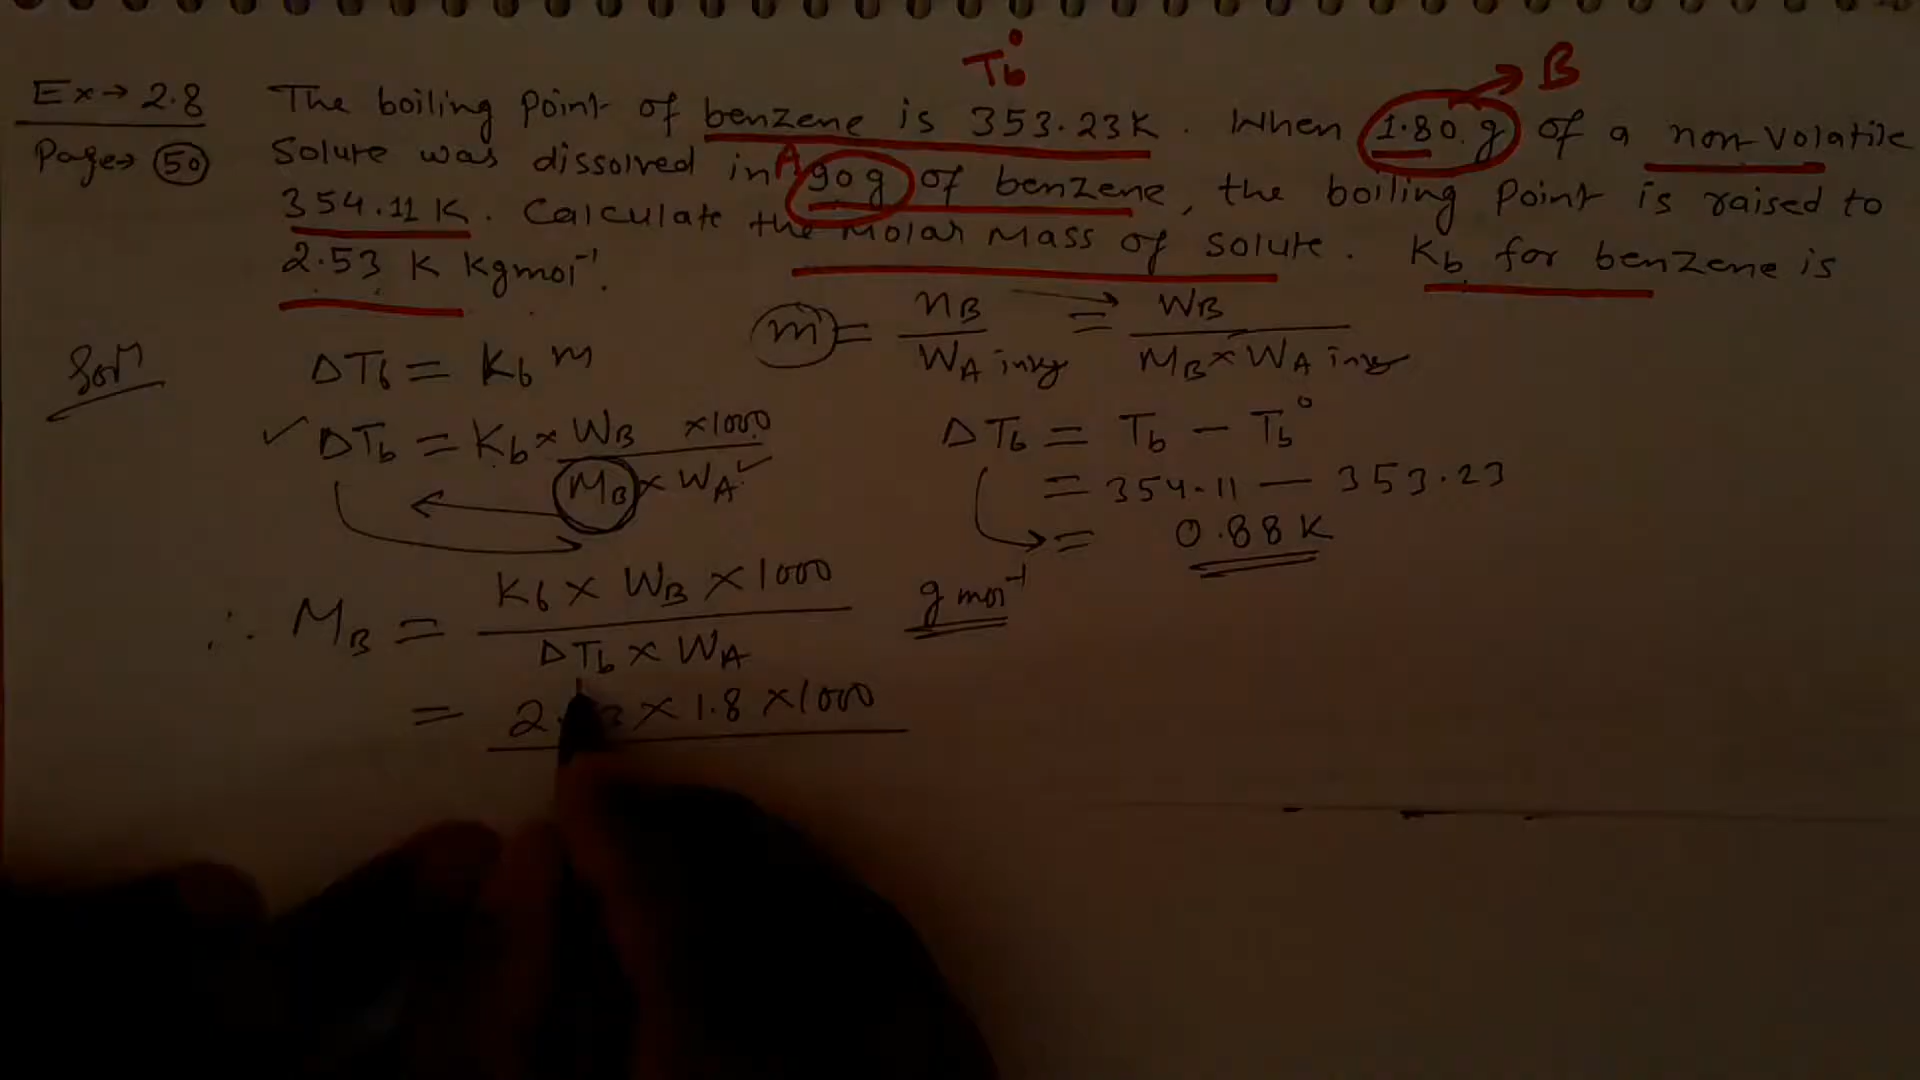 Tb°
Ex→ 2.8 The boiling point of benzene is 353.23K. When 1.80 g of a non-volatile
B
Page→ 50 Solute was dissolved in 90 g of benzene, the boiling point is raised to
A
354.11 K. Calculate the Molar Mass of solute. Kb for benzene is
2.53 K Kgmol⁻¹.
Solⁿ ΔTb = Kb m
m = nB / WA in kg = WB / MB × WA in kg
ΔTb = Kb × WB ×1000 / MB × WA
ΔTb = Tb − Tb°
= 354.11 — 353.23
= 0.88 K
∴ MB = Kb × WB × 1000 / ΔTb × WA g mol⁻¹
= × 1.8 × 1000